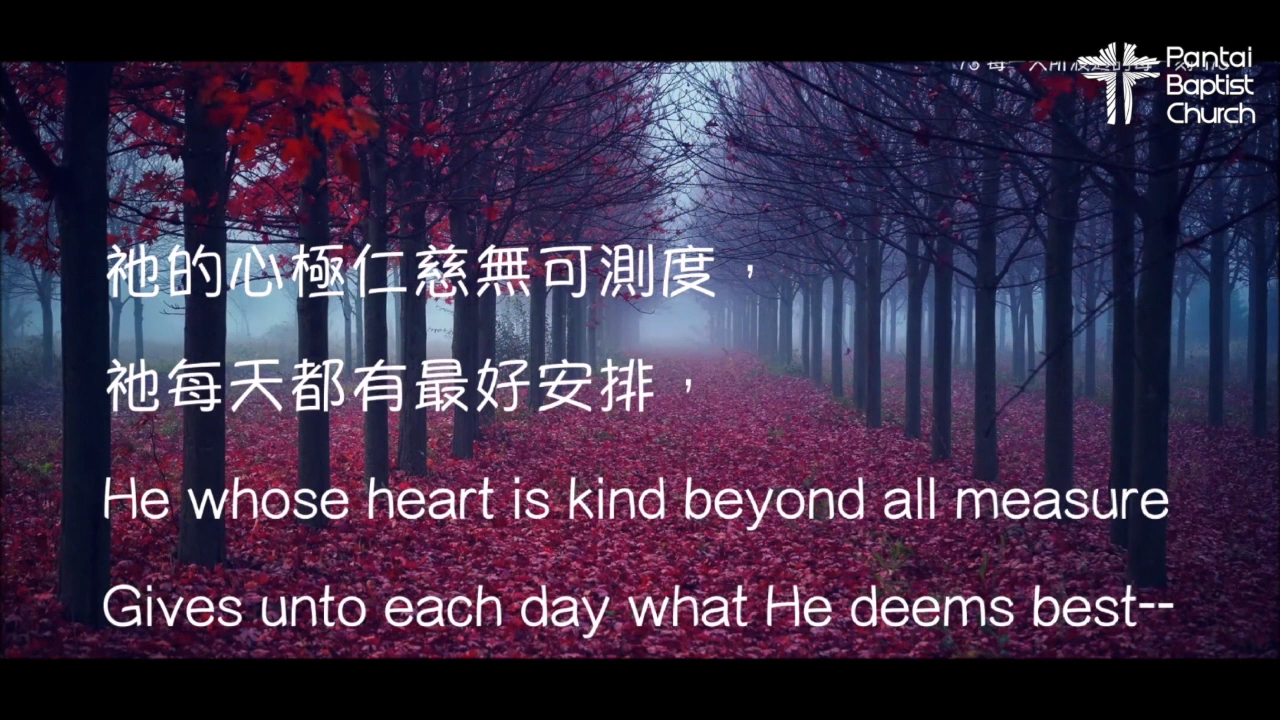 Pantai
Baptist
Church
祂的心極仁慈無可測度，
祂每天都有最好安排，
He whose heart is kind beyond all measure
Gives unto each day what He deems best--